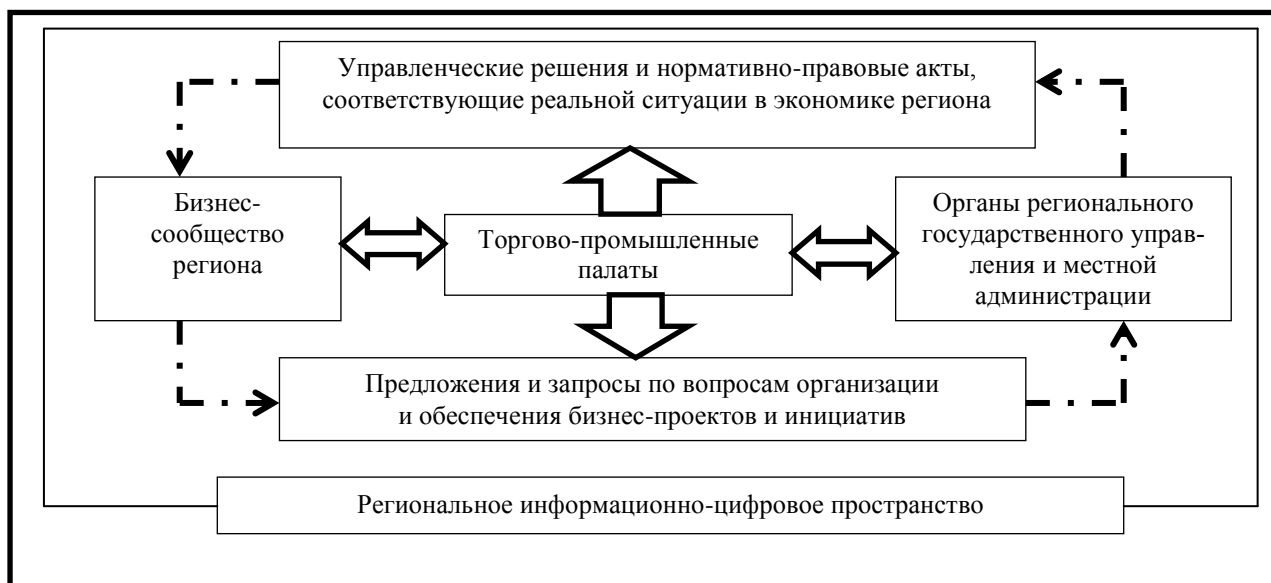 Управленческие решения и нормативно-правовые акты,
соответствующие реальной ситуации в экономике региона
Бизнес-
сообщество
региона
Торгово-промышленные
палаты
Органы регионального
государственного управ-
ления и местной
администрации
Предложения и запросы по вопросам организации
и обеспечения бизнес-проектов и инициатив
Региональное информационно-цифровое пространство